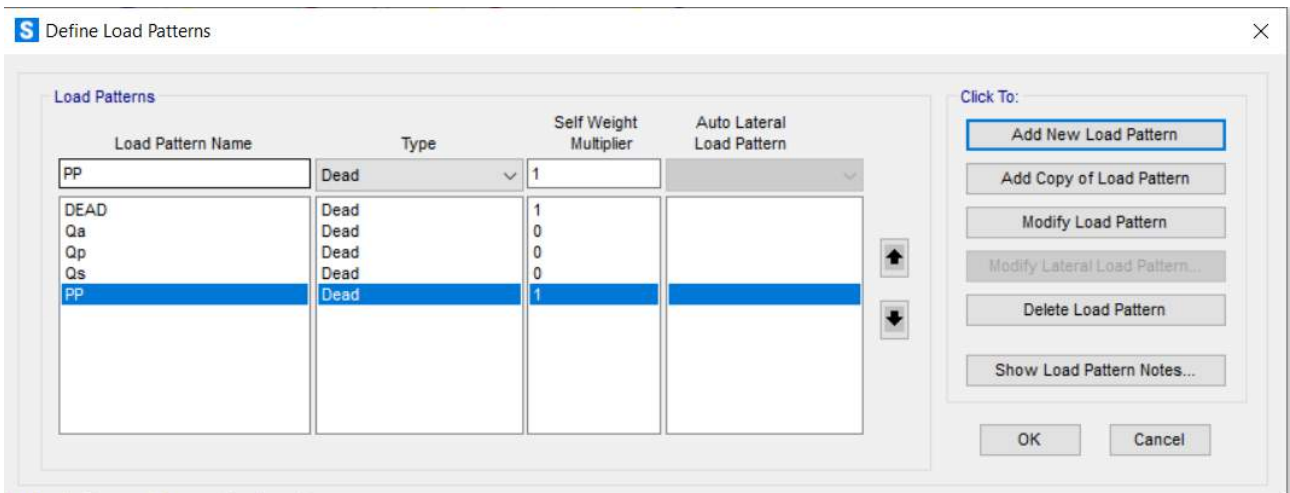 S Define Load Patterns
Load Patterns
Click To:
Load Pattern Name Type Self Weight Multiplier Auto Lateral Load Pattern
PP Dead 1
DEAD Dead 1
Qa Dead 0
Qp Dead 0
Qs Dead 0
PP Dead 1
Add New Load Pattern
Add Copy of Load Pattern
Modify Load Pattern
Modify Lateral Load Pattern...
Delete Load Pattern
Show Load Pattern Notes...
OK Cancel